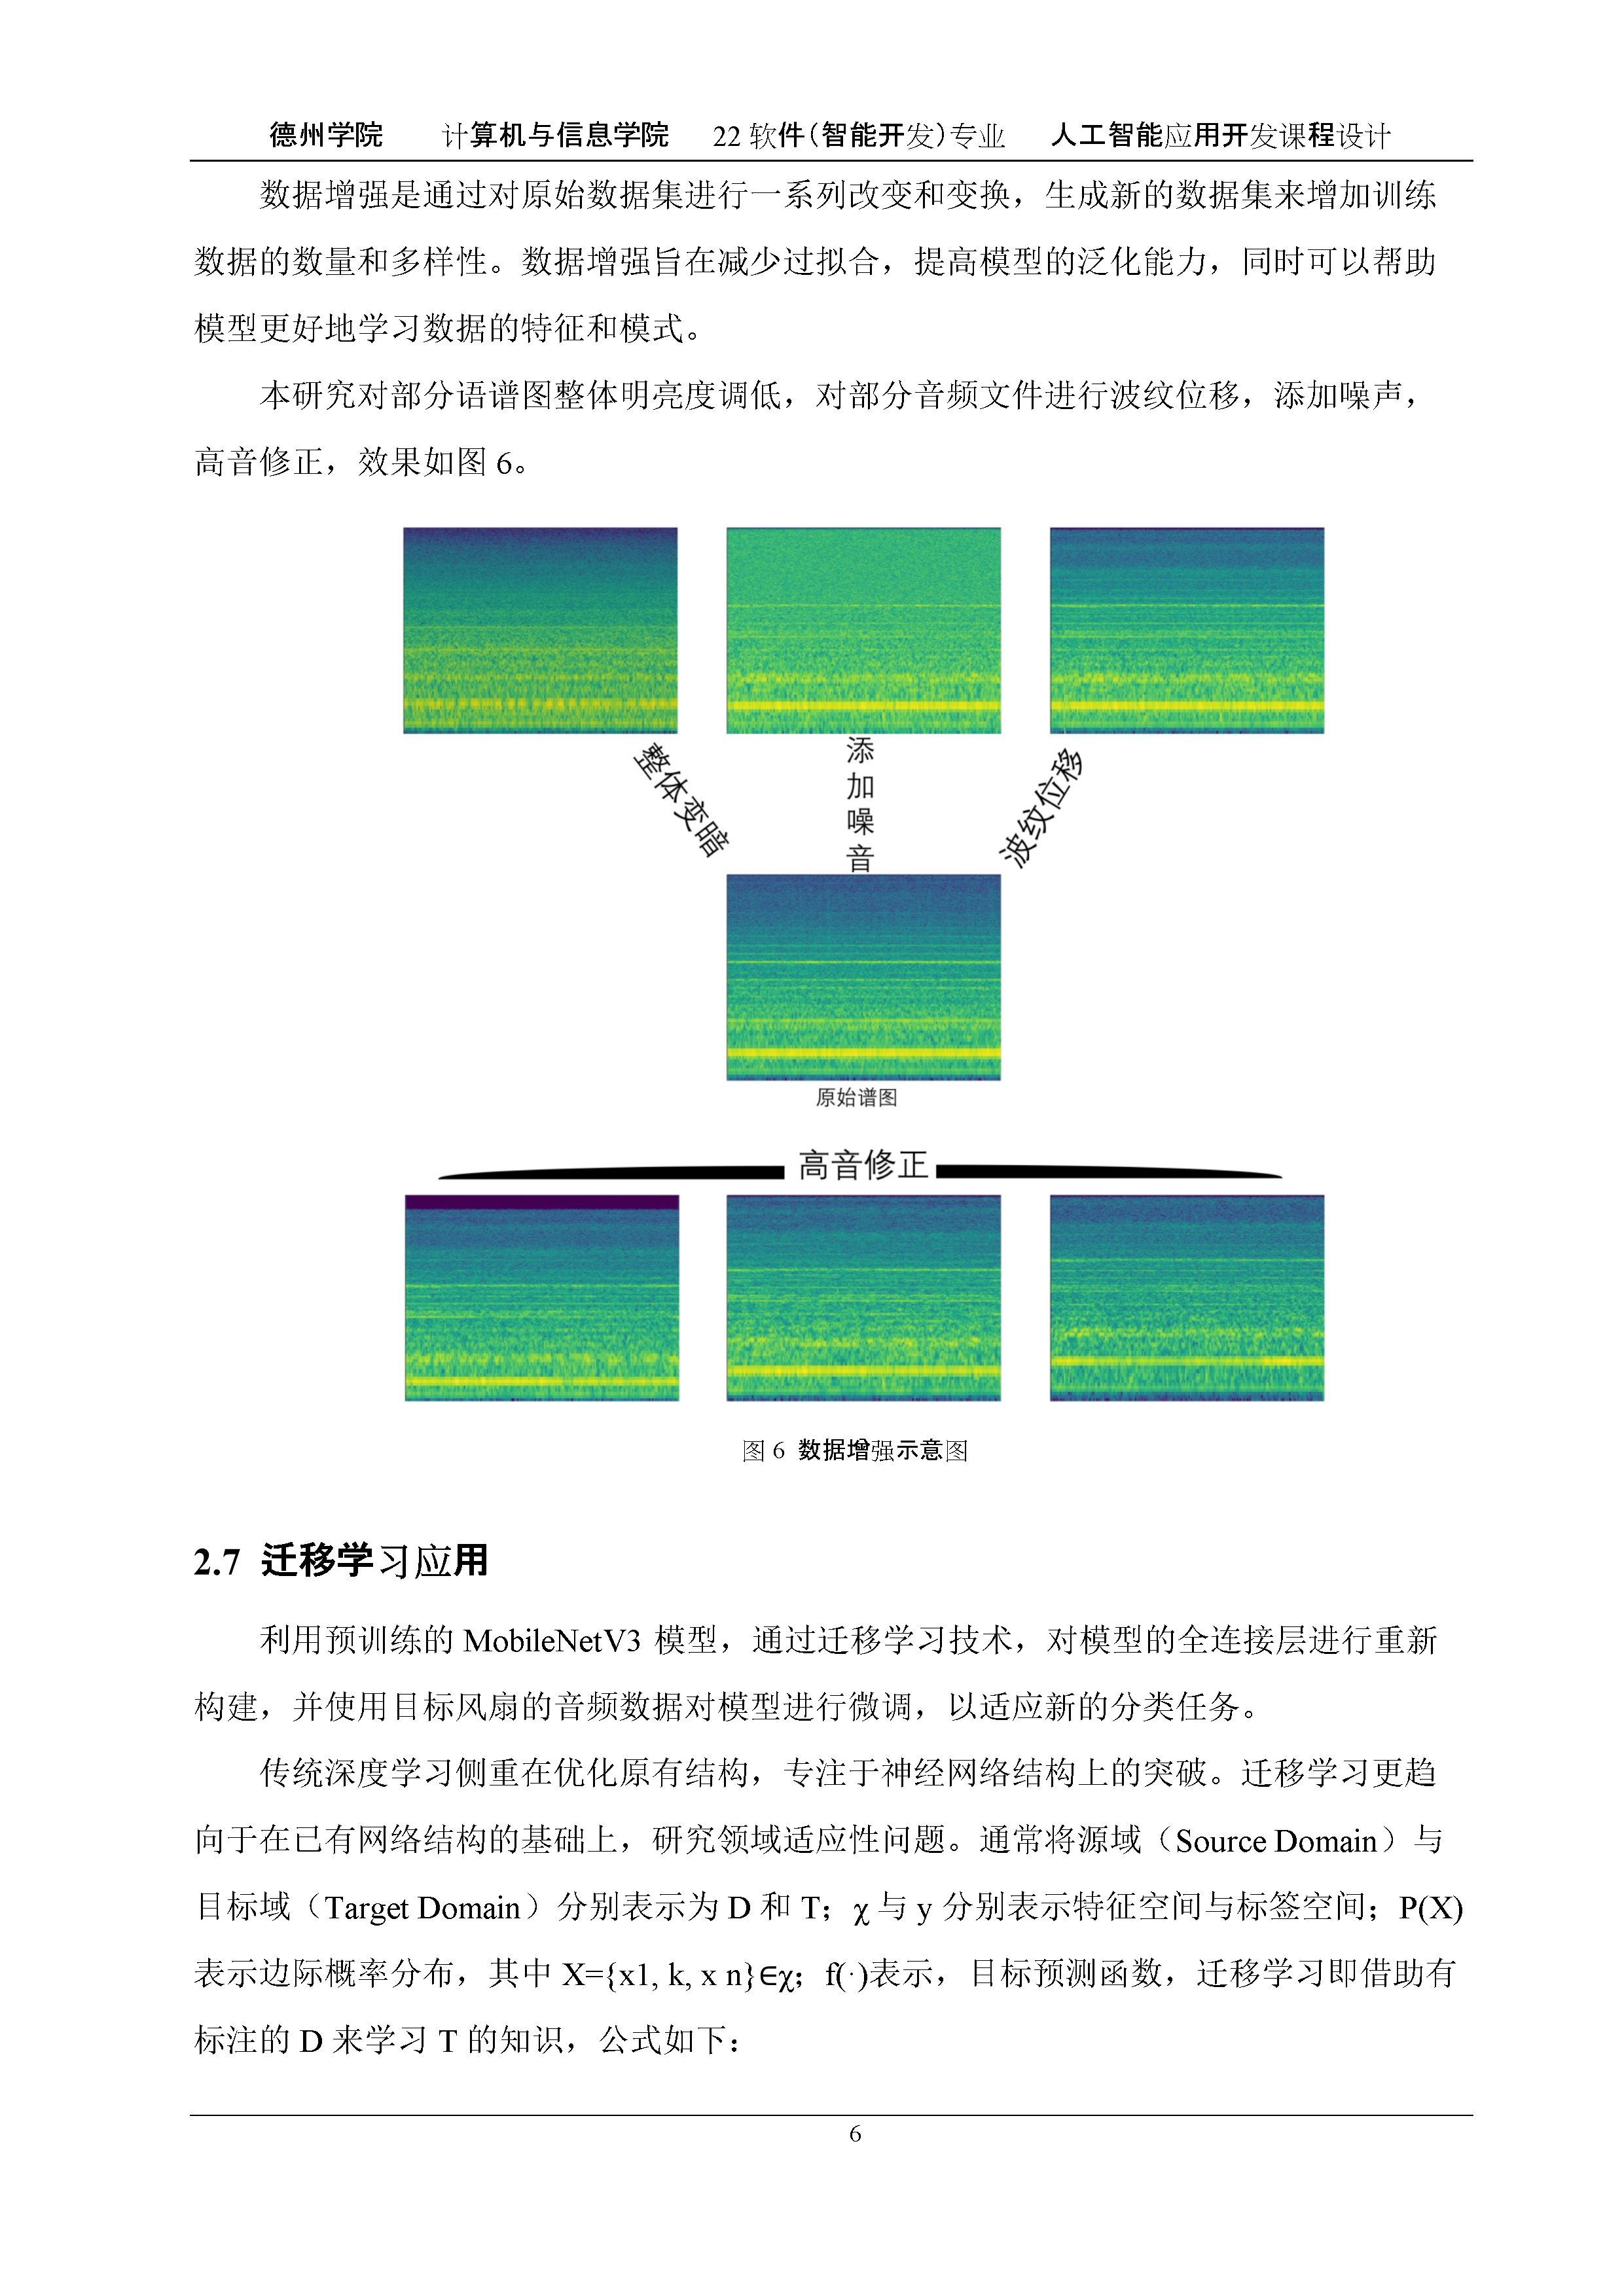 德州学院 计算机与信息学院 22 软件(智能开发)专业 人工智能应用开发课程设计
数据增强是通过对原始数据集进行一系列改变和变换，生成新的数据集来增加训练
数据的数量和多样性。数据增强旨在减少过拟合，提高模型的泛化能力，同时可以帮助
模型更好地学习数据的特征和模式。
本研究对部分语谱图整体明亮度调低，对部分音频文件进行波纹位移，添加噪声，
高音修正，效果如图 6。
整体变暗
添加噪音
波纹位移
原始谱图
高音修正
图 6 数据增强示意图
2.7 迁移学习应用
利用预训练的 MobileNetV3 模型，通过迁移学习技术，对模型的全连接层进行重新
构建，并使用目标风扇的音频数据对模型进行微调，以适应新的分类任务。
传统深度学习侧重在优化原有结构，专注于神经网络结构上的突破。迁移学习更趋
向于在已有网络结构的基础上，研究领域适应性问题。通常将源域（Source Domain）与
目标域（Target Domain）分别表示为 D 和 T；χ 与 y 分别表示特征空间与标签空间；P(X)
表示边际概率分布，其中 X={x1, k, x n}∈χ；f(·)表示，目标预测函数，迁移学习即借助有
标注的 D 来学习 T 的知识，公式如下：
6